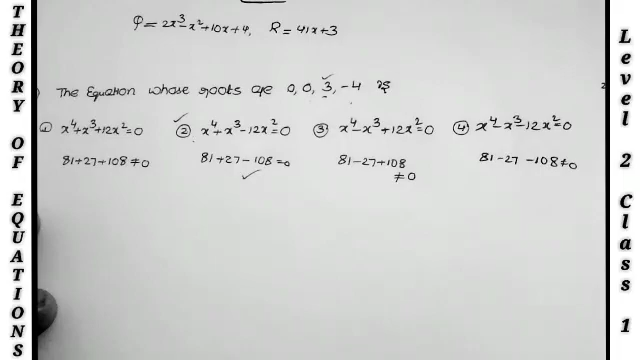 THEORY OF EQUATIONS
φ = 2x³-x²+10x+4, R = 41x+3
) The Equation whose roots are 0, 0, 3, -4 is
① x⁴+x³+12x²=0 ② x⁴+x³-12x²=0 ③ x⁴-x³+12x²=0 ④ x⁴-x³-12x²=0
81+27+108≠0 81+27-108=0 81-27+108 81-27-108≠0
≠0
Level 2 Class 1